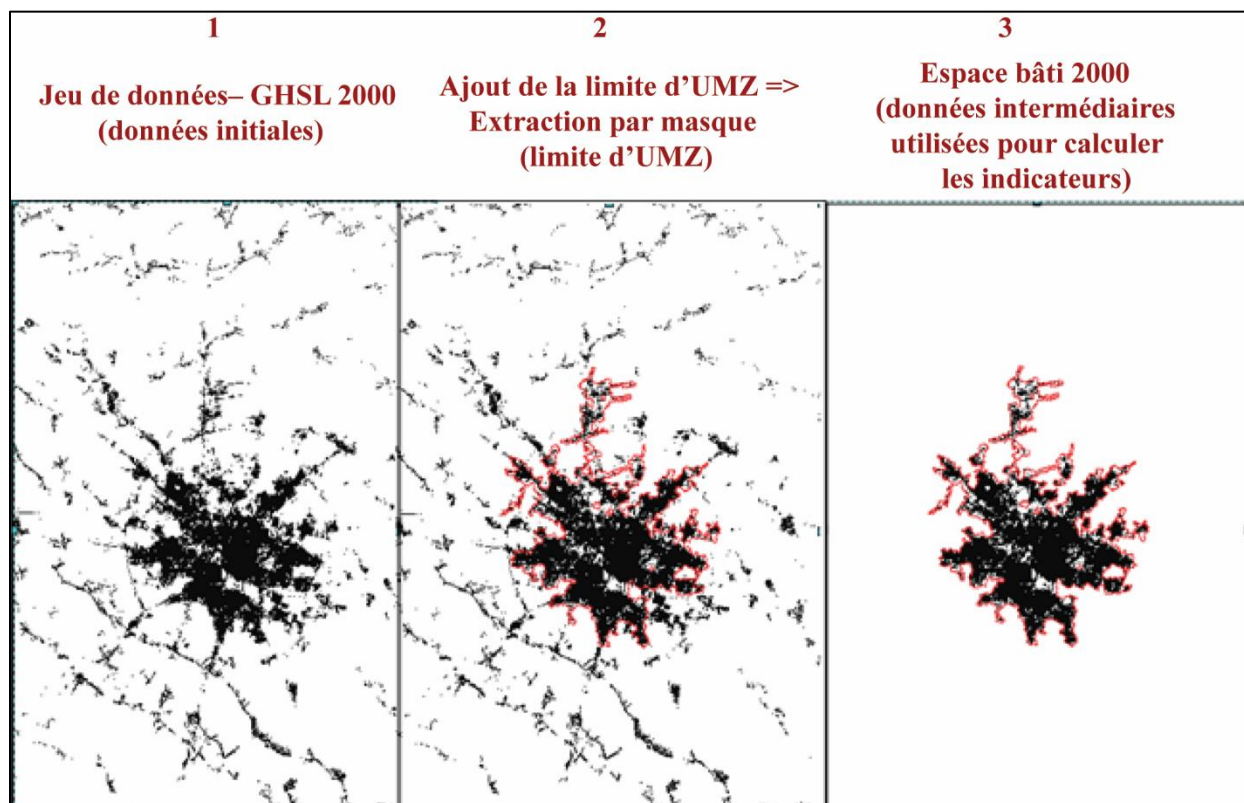 1
Jeu de données– GHSL 2000
(données initiales)
2
Ajout de la limite d’UMZ =>
Extraction par masque
(limite d’UMZ)
3
Espace bâti 2000
(données intermédiaires
utilisées pour calculer
les indicateurs)